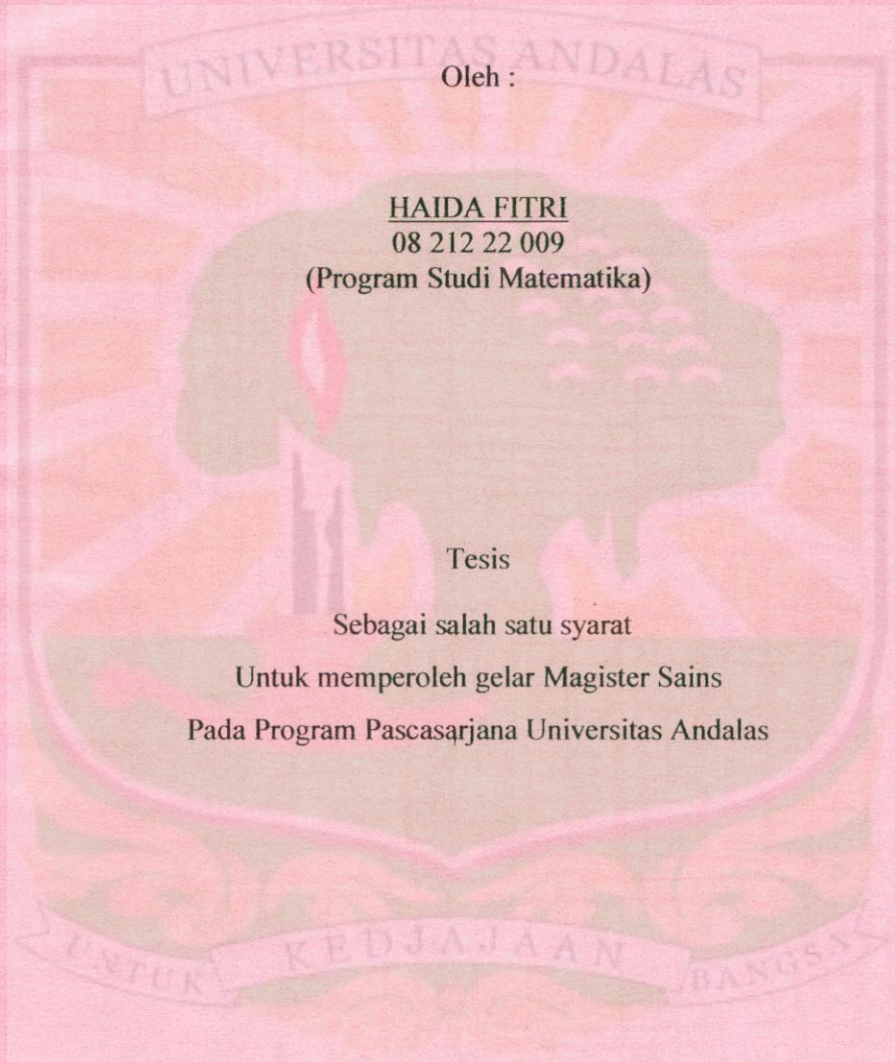 UNIVERSITAS ANDALAS
Oleh :
HAIDA FITRI
08 212 22 009
(Program Studi Matematika)
Tesis
Sebagai salah satu syarat
Untuk memperoleh gelar Magister Sains
Pada Program Pascasarjana Universitas Andalas
UNTUK KEDJAJAAN BANGSA